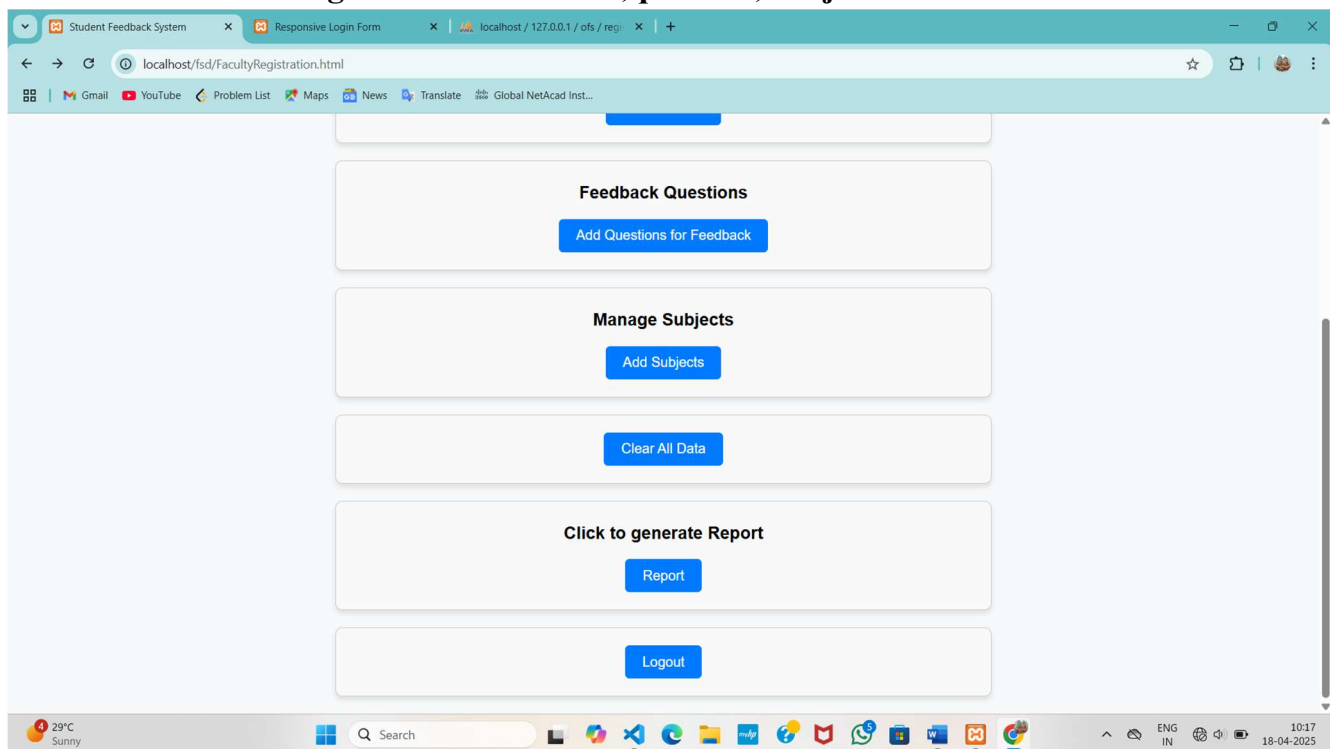 Student Feedback System
Responsive Login Form
localhost / 127.0.0.1 / ofs / regi
localhost/fsd/FacultyRegistration.html
Gmail YouTube Problem List Maps News Translate Global NetAcad Inst...
Feedback Questions
Add Questions for Feedback
Manage Subjects
Add Subjects
Clear All Data
Click to generate Report
Report
Logout
4
29°C
Sunny
Search
9
ENG
IN
10:17
18-04-2025